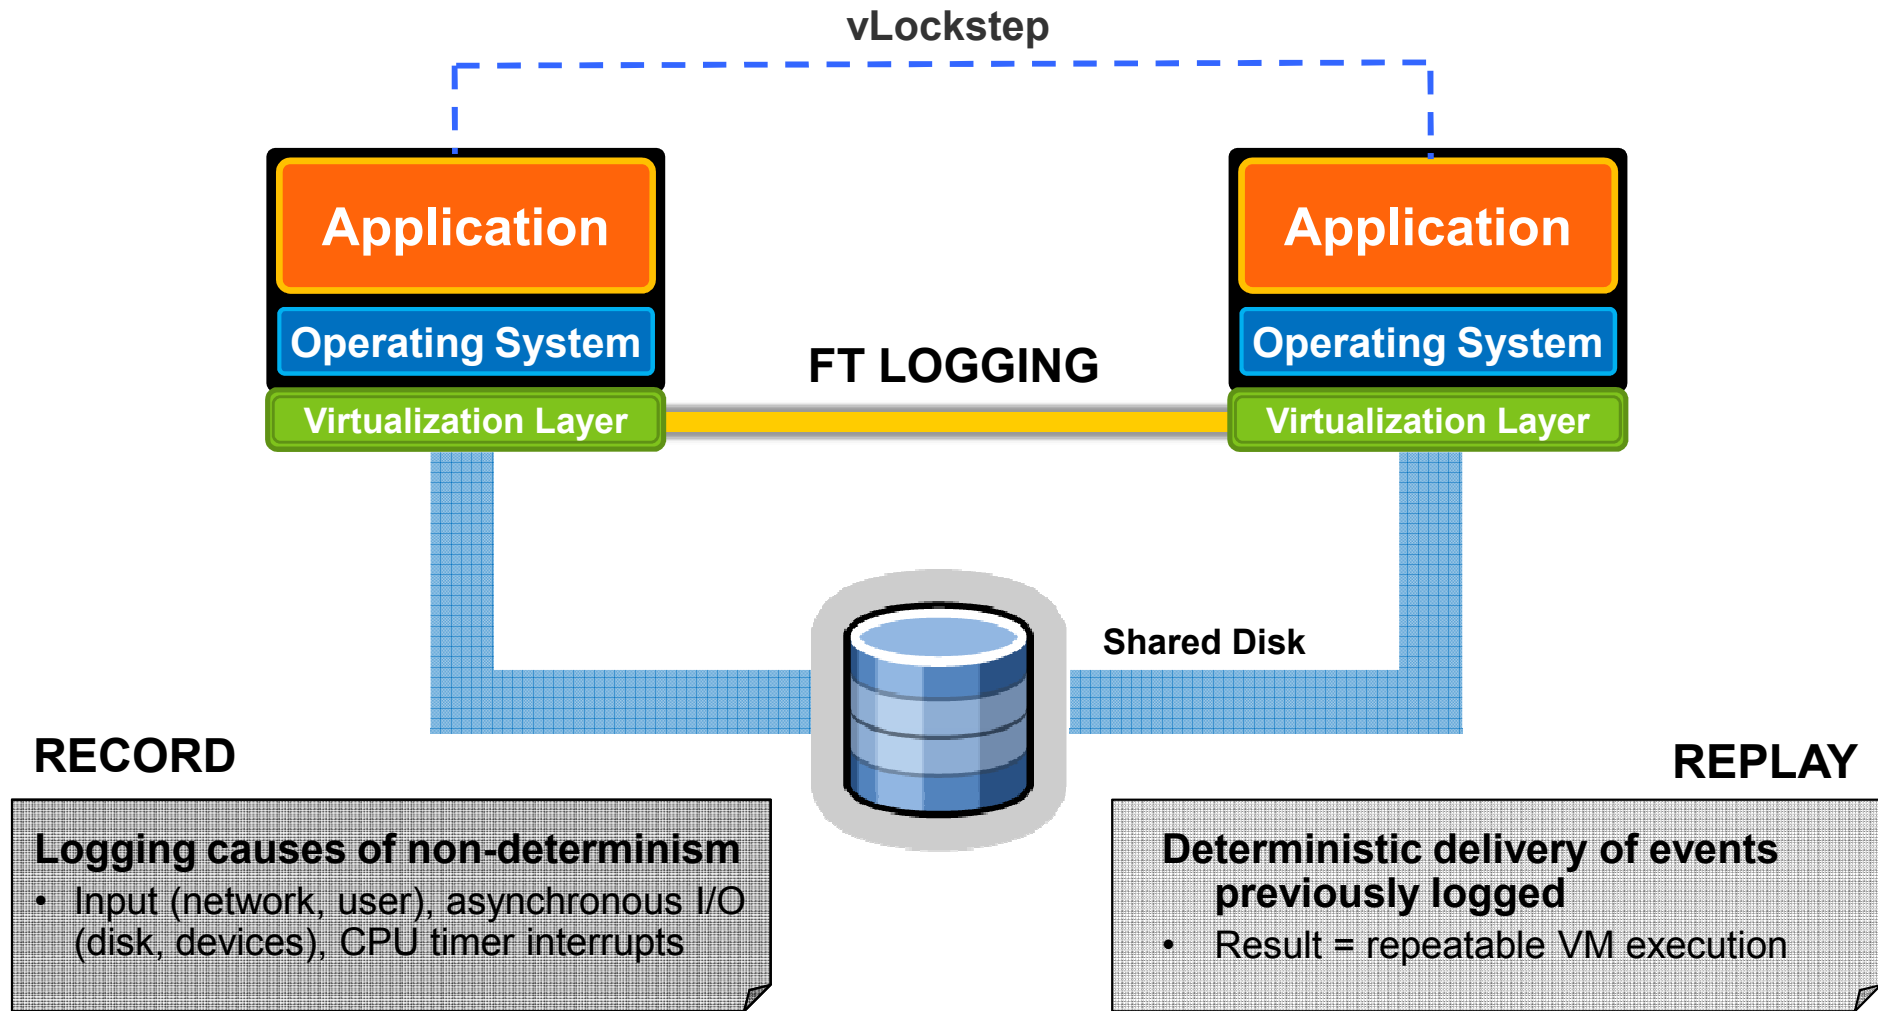 vLockstep
Application
Application
Operating System
Operating System
FT LOGGING
Virtualization Layer
Virtualization Layer
Shared Disk
RECORD
REPLAY
Logging causes of non-determinism
• Input (network, user), asynchronous I/O
(disk, devices), CPU timer interrupts
Deterministic delivery of events
previously logged
• Result = repeatable VM execution